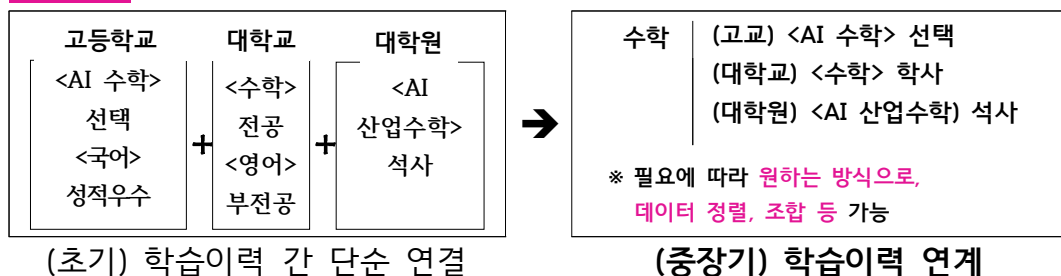 고등학교
<AI 수학>
선택
<국어>
성적우수
+
대학교
<수학>
전공
<영어>
부전공
+
대학원
<AI
산업수학>
석사
(초기) 학습이력 간 단순 연결
➔
수학
(고교) <AI 수학> 선택
(대학교) <수학> 학사
(대학원) <AI 산업수학) 석사
※ 필요에 따라 원하는 방식으로,
데이터 정렬, 조합 등 가능
(중장기) 학습이력 연계